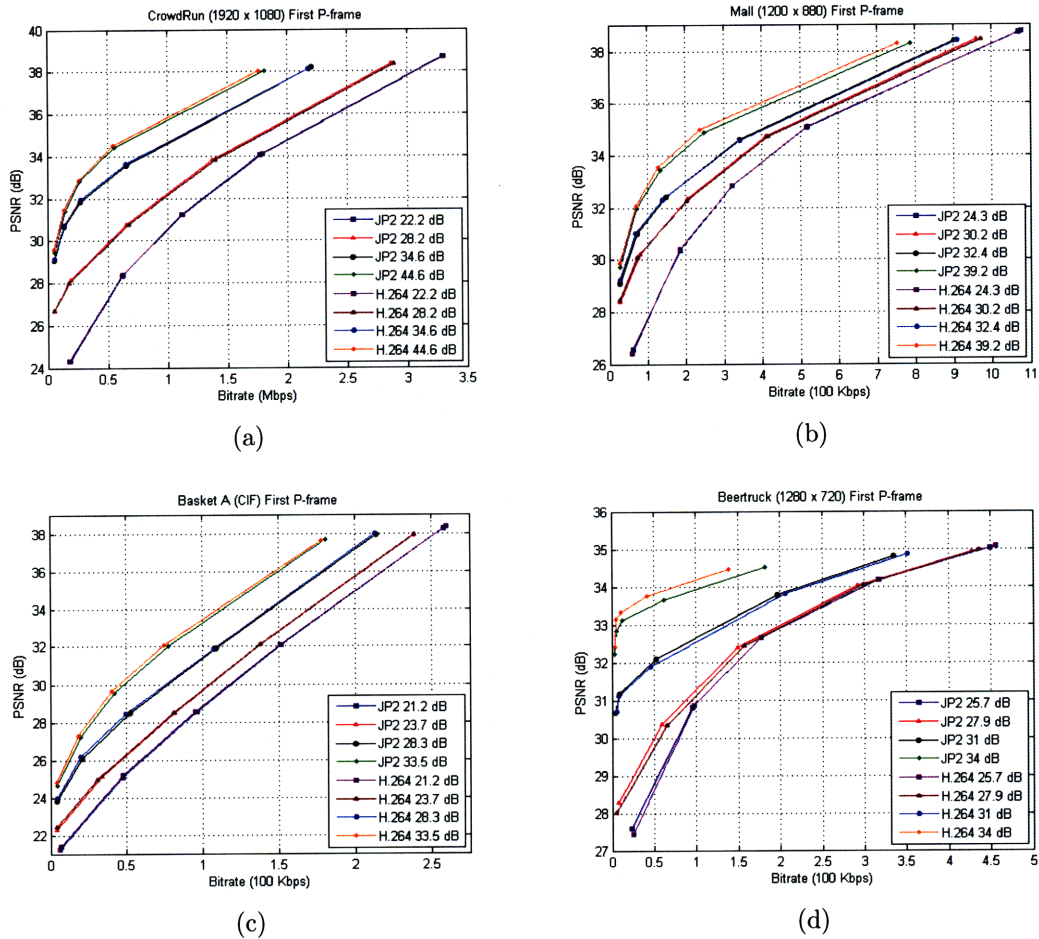 CrowdRun (1920 x 1080) First P-frame
40
38
36
34
32
30
28
26
24
PSNR (dB)
0 0.5 1 1.5 2 2.5 3 3.5
Bitrate (Mbps)
JP2 22.2 dB
JP2 28.2 dB
JP2 34.6 dB
JP2 44.6 dB
H.264 22.2 dB
H.264 28.2 dB
H.264 34.6 dB
H.264 44.6 dB
(a)
Mall (1200 x 880) First P-frame
38
36
34
32
30
28
26
PSNR (dB)
0 1 2 3 4 5 6 7 8 9 10 11
Bitrate (100 Kbps)
JP2 24.3 dB
JP2 30.2 dB
JP2 32.4 dB
JP2 39.2 dB
H.264 24.3 dB
H.264 30.2 dB
H.264 32.4 dB
H.264 39.2 dB
(b)
Basket A (CIF) First P-frame
38
36
34
32
30
28
26
24
22
PSNR (dB)
0 0.5 1 1.5 2 2.5
Bitrate (100 Kbps)
JP2 21.2 dB
JP2 23.7 dB
JP2 28.3 dB
JP2 33.5 dB
H.264 21.2 dB
H.264 23.7 dB
H.264 28.3 dB
H.264 33.5 dB
(c)
Beertruck (1280 x 720) First P-frame
36
35
34
33
32
31
30
29
28
27
PSNR (dB)
0 0.5 1 1.5 2 2.5 3 3.5 4 4.5 5
Bitrate (100 Kbps)
JP2 25.7 dB
JP2 27.9 dB
JP2 31 dB
JP2 34 dB
H.264 25.7 dB
H.264 27.9 dB
H.264 31 dB
H.264 34 dB
(d)